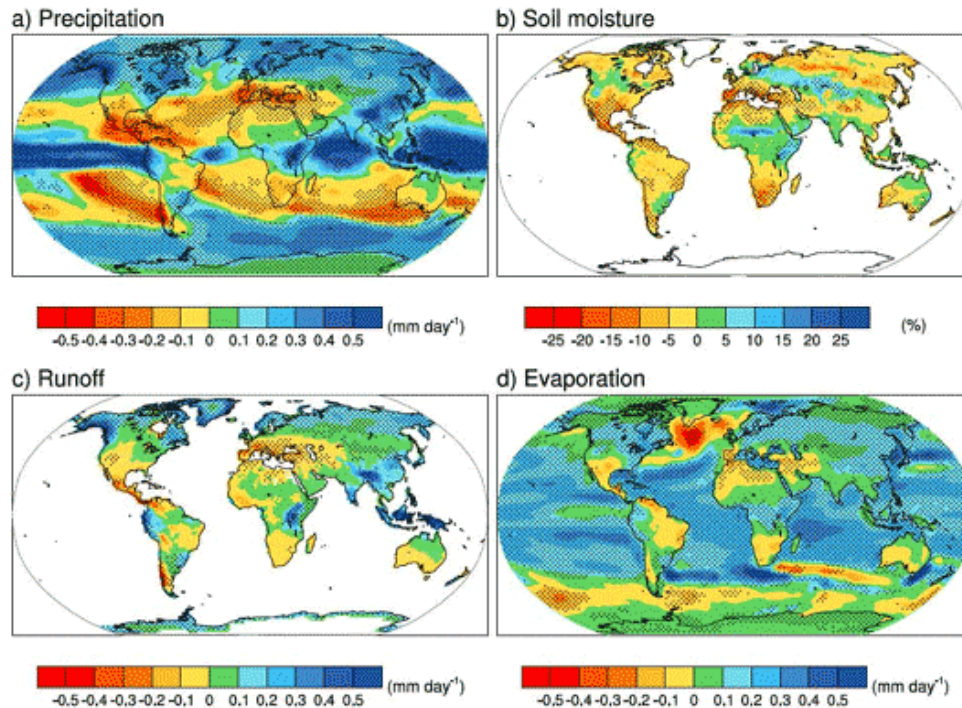 a) Precipitation
b) Soil moisture
(mm day⁻¹)
-0.5 -0.4 -0.3 -0.2 -0.1 0 0.1 0.2 0.3 0.4 0.5
(%)
-25 -20 -15 -10 -5 0 5 10 15 20 25
c) Runoff
d) Evaporation
(mm day⁻¹)
-0.5 -0.4 -0.3 -0.2 -0.1 0 0.1 0.2 0.3 0.4 0.5
(mm day⁻¹)
-0.5 -0.4 -0.3 -0.2 -0.1 0 0.1 0.2 0.3 0.4 0.5